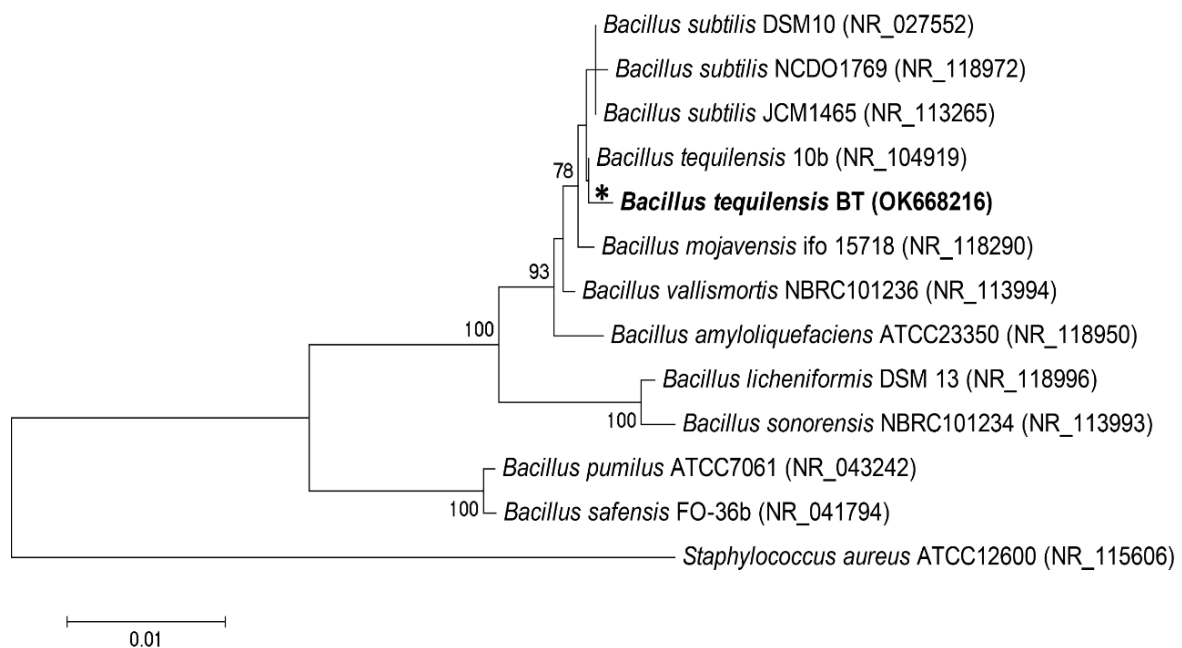 Bacillus subtilis DSM10 (NR_027552)
Bacillus subtilis NCDO1769 (NR_118972)
Bacillus subtilis JCM1465 (NR_113265)
Bacillus tequilensis 10b (NR_104919)
78
* Bacillus tequilensis BT (OK668216)
Bacillus mojavensis ifo 15718 (NR_118290)
93
Bacillus vallismortis NBRC101236 (NR_113994)
100
Bacillus amyloliquefaciens ATCC23350 (NR_118950)
Bacillus licheniformis DSM 13 (NR_118996)
100
Bacillus sonorensis NBRC101234 (NR_113993)
Bacillus pumilus ATCC7061 (NR_043242)
100
Bacillus safensis FO-36b (NR_041794)
Staphylococcus aureus ATCC12600 (NR_115606)
0.01